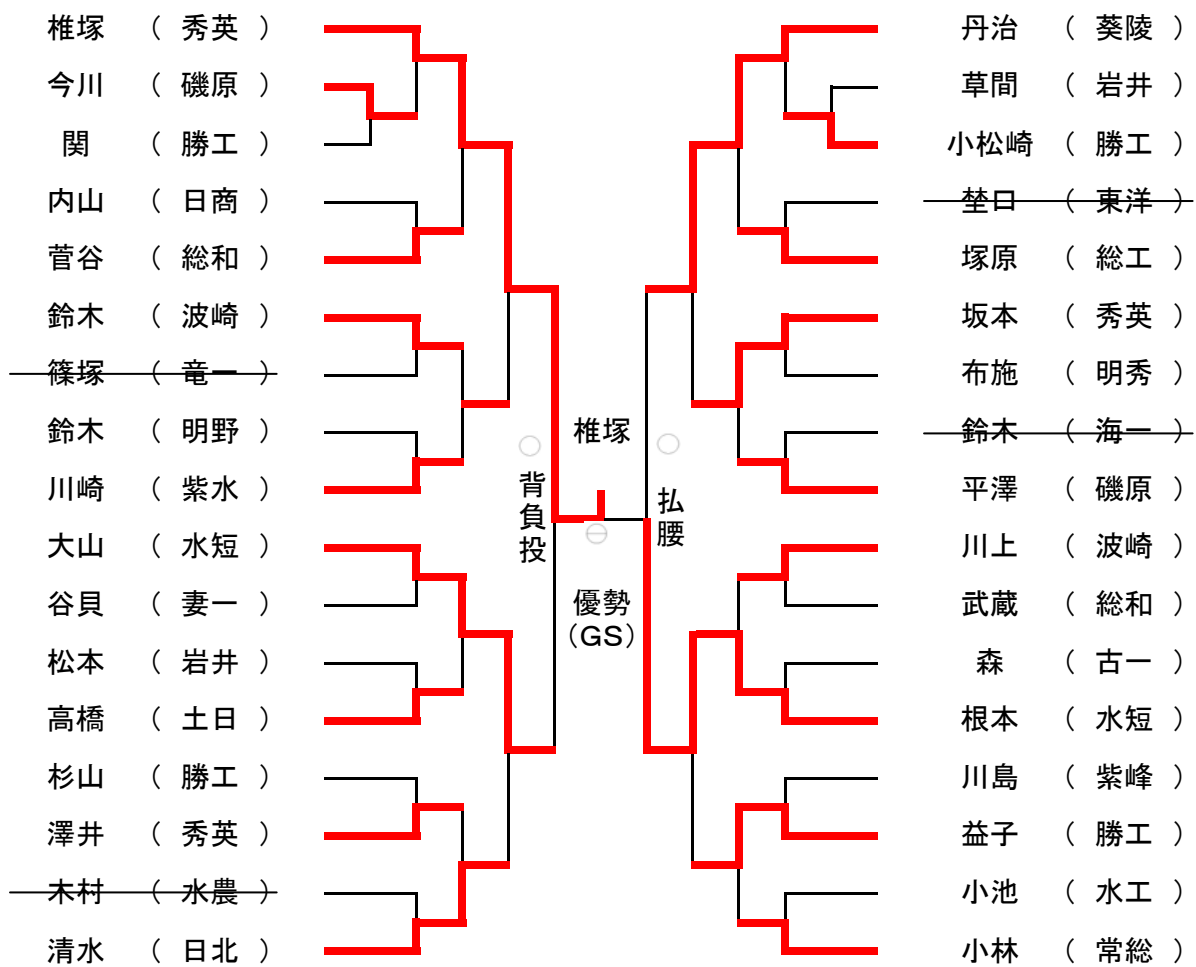 椎塚 ( 秀英 )
今川 ( 磯原 )
関 ( 勝工 )
内山 ( 日商 )
菅谷 ( 総和 )
鈴木 ( 波崎 )
篠塚 ( 竜一 )
鈴木 ( 明野 )
川崎 ( 紫水 )
大山 ( 水短 )
谷貝 ( 妻一 )
松本 ( 岩井 )
高橋 ( 土日 )
杉山 ( 勝工 )
澤井 ( 秀英 )
木村 ( 水農 )
清水 ( 日北 )
椎塚
背負投
払腰
優勢
(GS)
丹治 ( 葵陵 )
草間 ( 岩井 )
小松崎 ( 勝工 )
埜口 ( 東洋 )
塚原 ( 総工 )
坂本 ( 秀英 )
布施 ( 明秀 )
鈴木 ( 海一 )
平澤 ( 磯原 )
川上 ( 波崎 )
武蔵 ( 総和 )
森 ( 古一 )
根本 ( 水短 )
川島 ( 紫峰 )
益子 ( 勝工 )
小池 ( 水工 )
小林 ( 常総 )